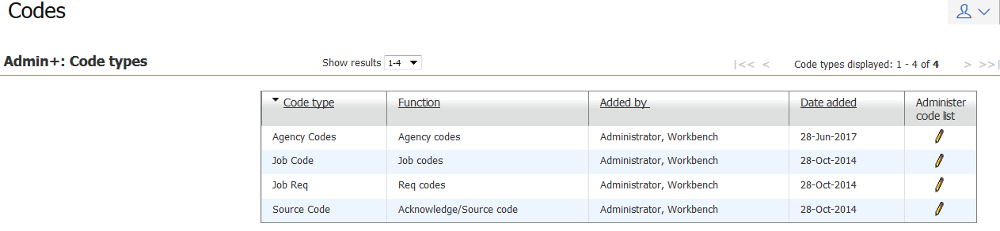 Codes
Admin+: Code types
Show results 1-4
|<< <
Code types displayed: 1 - 4 of 4
> >>|
Code type Function Added by Date added Administer
code list
Agency Codes Agency codes Administrator, Workbench 28-Jun-2017
Job Code Job codes Administrator, Workbench 28-Oct-2014
Job Req Req codes Administrator, Workbench 28-Oct-2014
Source Code Acknowledge/Source code Administrator, Workbench 28-Oct-2014